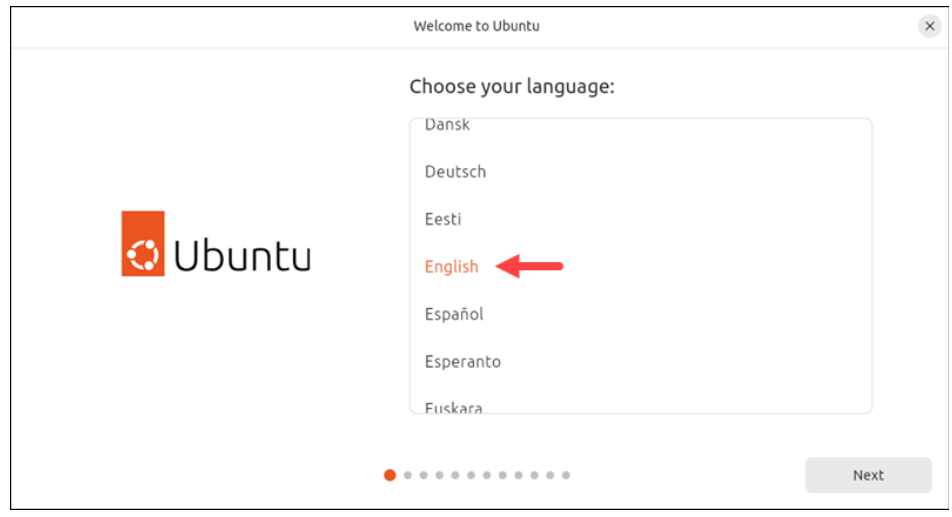 Welcome to Ubuntu
Choose your language:
Dansk
Deutsch
Eesti
Ubuntu
English
Español
Esperanto
Euskara
Next